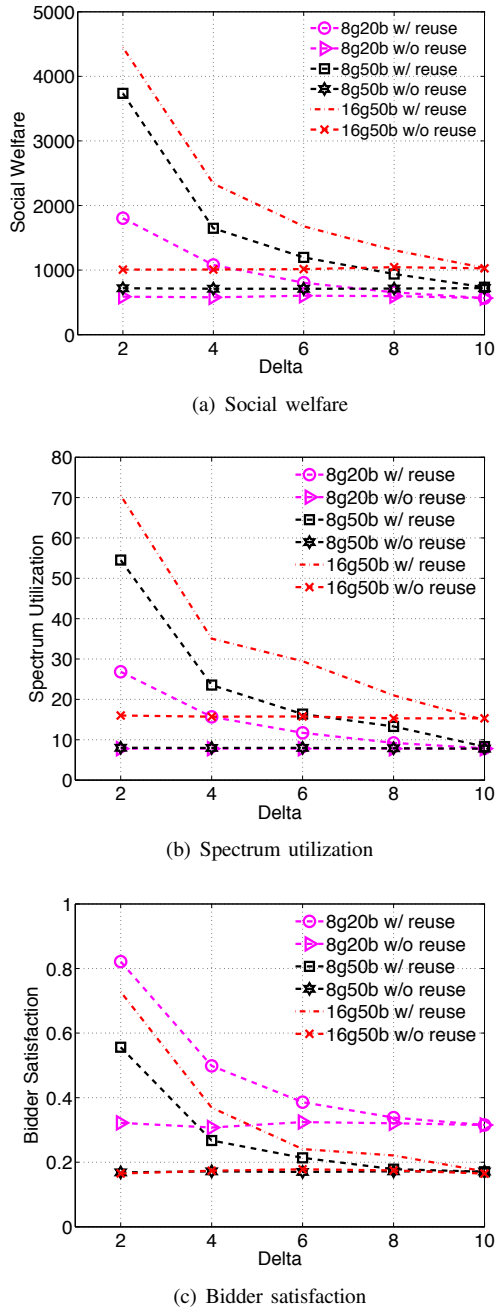 5000
4000
3000
2000
1000
0
Social Welfare
8g20b w/ reuse
8g20b w/o reuse
8g50b w/ reuse
8g50b w/o reuse
16g50b w/ reuse
16g50b w/o reuse
2 4 6 8 10
Delta
(a) Social welfare
80
70
60
50
40
30
20
10
0
Spectrum Utilization
8g20b w/ reuse
8g20b w/o reuse
8g50b w/ reuse
8g50b w/o reuse
16g50b w/ reuse
16g50b w/o reuse
2 4 6 8 10
Delta
(b) Spectrum utilization
1
0.8
0.6
0.4
0.2
0
Bidder Satisfaction
8g20b w/ reuse
8g20b w/o reuse
8g50b w/ reuse
8g50b w/o reuse
16g50b w/ reuse
16g50b w/o reuse
2 4 6 8 10
Delta
(c) Bidder satisfaction